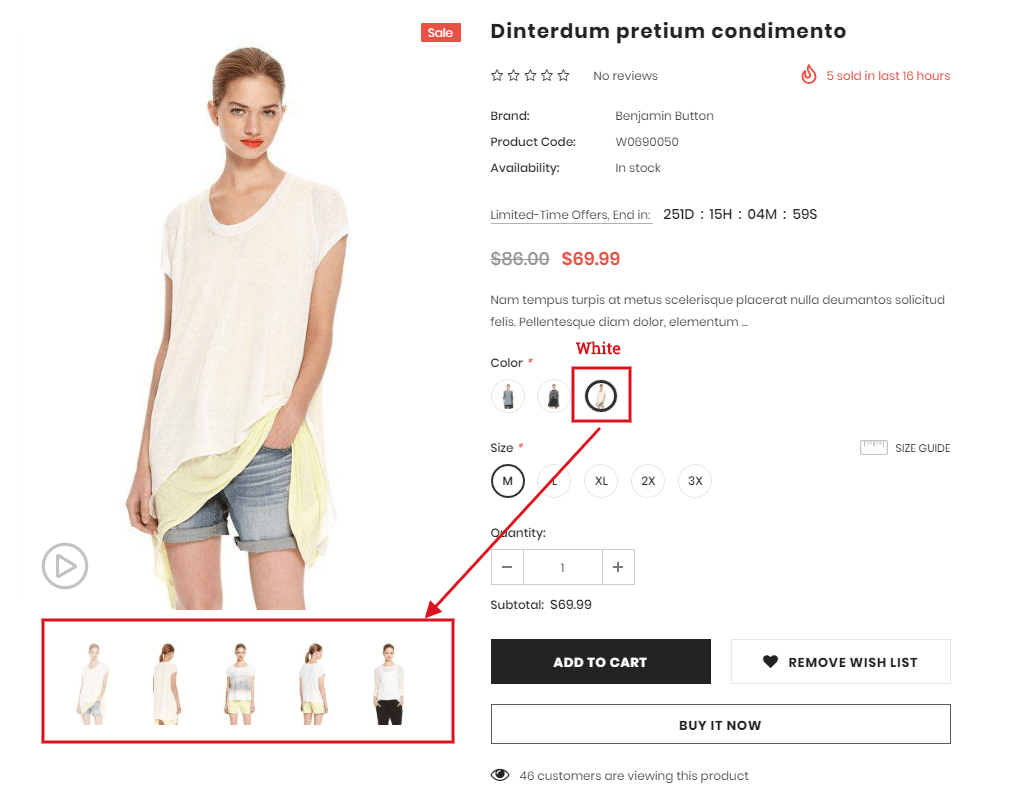 Sale
Dinterdum pretium condimento
No reviews
5 sold in last 16 hours
Brand: Benjamin Button
Product Code: W0690050
Availability: In stock
Limited-Time Offers, End in: 251D : 15H : 04M : 59S
$86.00 $69.99
Nam tempus turpis at metus scelerisque placerat nulla deumantos solicitud
felis. Pellentesque diam dolor, elementum ...
White
Color *
Size *
SIZE GUIDE
M L XL 2X 3X
Quantity:
− 1 +
Subtotal: $69.99
ADD TO CART
REMOVE WISH LIST
BUY IT NOW
46 customers are viewing this product